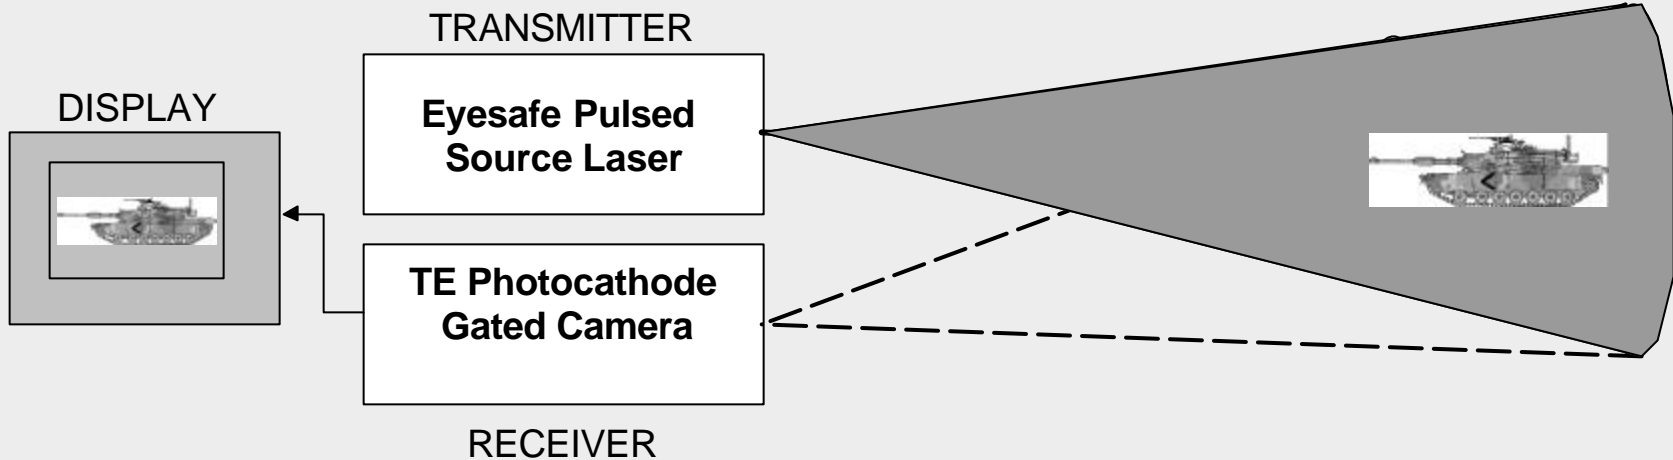 TRANSMITTER
Eyesafe Pulsed
Source Laser
DISPLAY
TE Photocathode
Gated Camera
RECEIVER